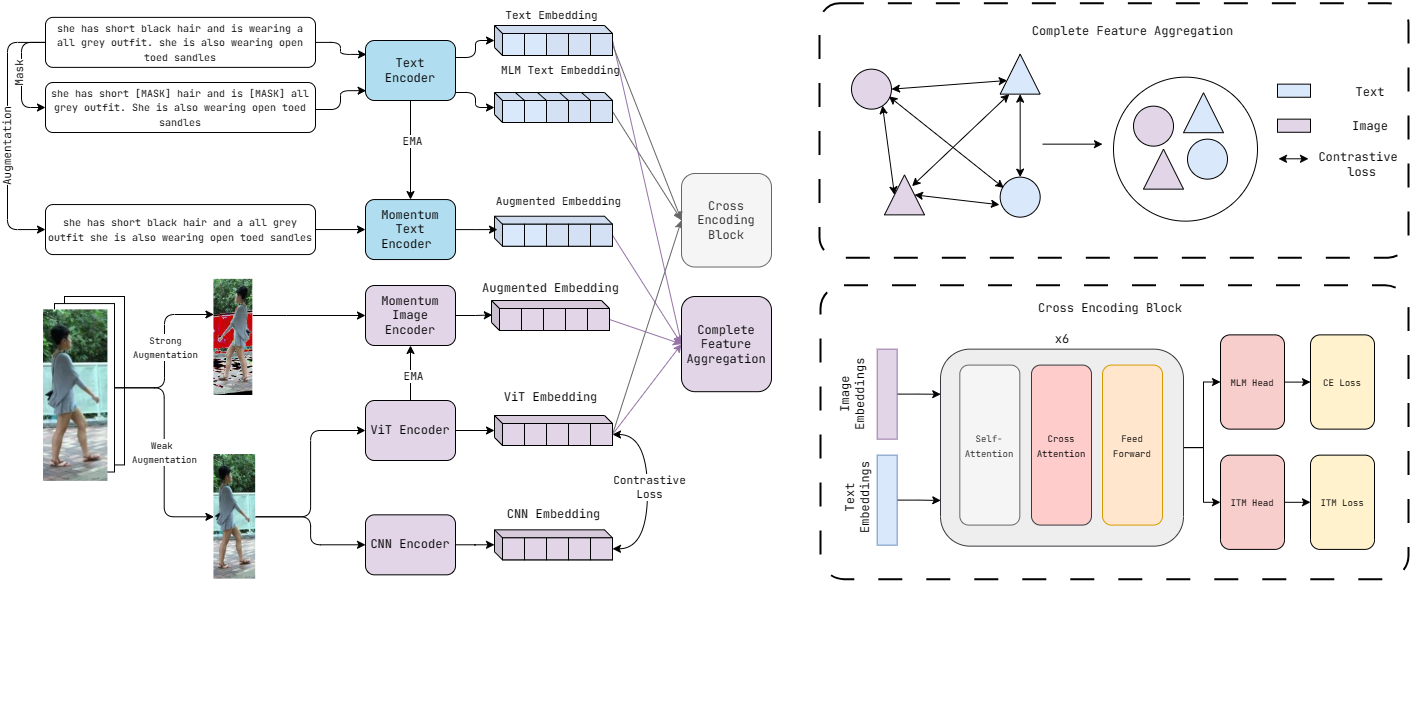 she has short black hair and is wearing a
all grey outfit. she is also wearing open
toed sandles
Mask
she has short [MASK] hair and is [MASK] all
grey outfit. She is also wearing open toed
sandles
Augmentation
she has short black hair and a all grey
outfit she is also wearing open toed sandles
Text
Encoder
EMA
Momentum
Text
Encoder
Text Embedding
MLM Text Embedding
Augmented Embedding
Strong
Augmentation
Weak
Augmentation
Momentum
Image
Encoder
EMA
ViT Encoder
CNN Encoder
Augmented Embedding
ViT Embedding
Contrastive
Loss
CNN Embedding
Cross
Encoding
Block
Complete
Feature
Aggregation
Complete Feature Aggregation
Text
Image
Contrastive
loss
Cross Encoding Block
x6
Image
Embeddings
Text
Embeddings
Self-
Attention
Cross
Attention
Feed
Forward
MLM Head
CE Loss
ITM Head
ITM Loss